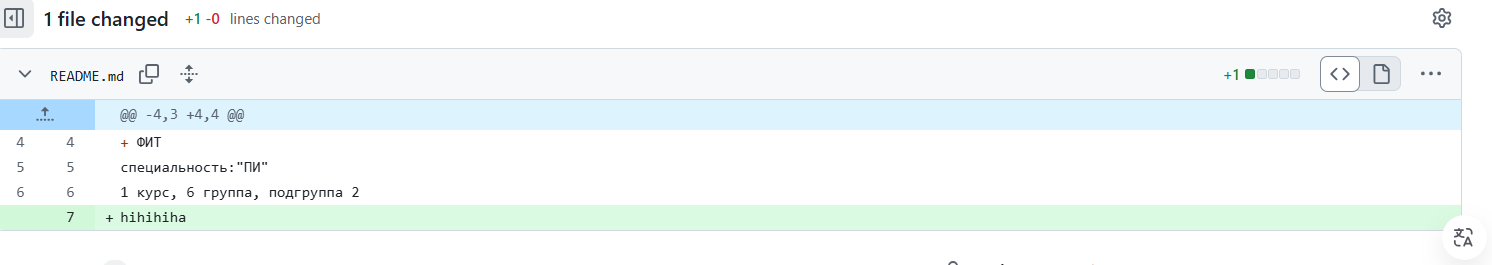 1 file changed +1 -0 lines changed
README.md +1
@@ -4,3 +4,4 @@
4 4 + ФИТ
5 5 специальность:"ПИ"
6 6 1 курс, 6 группа, подгруппа 2
7 + hihihiha